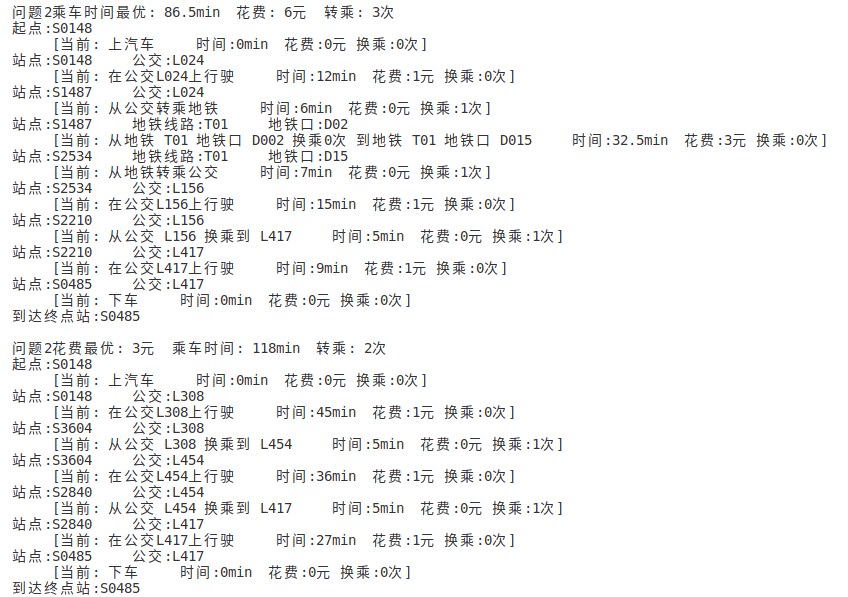 问题2乘车时间最优: 86.5min 花费: 6元 转乘: 3次
起点:S0148
[当前: 上汽车 时间:0min 花费:0元 换乘:0次]
站点:S0148 公交:L024
[当前: 在公交L024上行驶 时间:12min 花费:1元 换乘:0次]
站点:S1487 公交:L024
[当前: 从公交转乘地铁 时间:6min 花费:0元 换乘:1次]
站点:S1487 地铁线路:T01 地铁口:D02
[当前: 从地铁 T01 地铁口 D002 换乘0次 到地铁 T01 地铁口 D015 时间:32.5min 花费:3元 换乘:0次]
站点:S2534 地铁线路:T01 地铁口:D15
[当前: 从地铁转乘公交 时间:7min 花费:0元 换乘:1次]
站点:S2534 公交:L156
[当前: 在公交L156上行驶 时间:15min 花费:1元 换乘:0次]
站点:S2210 公交:L156
[当前: 从公交 L156 换乘到 L417 时间:5min 花费:0元 换乘:1次]
站点:S2210 公交:L417
[当前: 在公交L417上行驶 时间:9min 花费:1元 换乘:0次]
站点:S0485 公交:L417
[当前: 下车 时间:0min 花费:0元 换乘:0次]
到达终点站:S0485
问题2花费最优: 3元 乘车时间: 118min 转乘: 2次
起点:S0148
[当前: 上汽车 时间:0min 花费:0元 换乘:0次]
站点:S0148 公交:L308
[当前: 在公交L308上行驶 时间:45min 花费:1元 换乘:0次]
站点:S3604 公交:L308
[当前: 从公交 L308 换乘到 L454 时间:5min 花费:0元 换乘:1次]
站点:S3604 公交:L454
[当前: 在公交L454上行驶 时间:36min 花费:1元 换乘:0次]
站点:S2840 公交:L454
[当前: 从公交 L454 换乘到 L417 时间:5min 花费:0元 换乘:1次]
站点:S2840 公交:L417
[当前: 在公交L417上行驶 时间:27min 花费:1元 换乘:0次]
站点:S0485 公交:L417
[当前: 下车 时间:0min 花费:0元 换乘:0次]
到达终点站:S0485